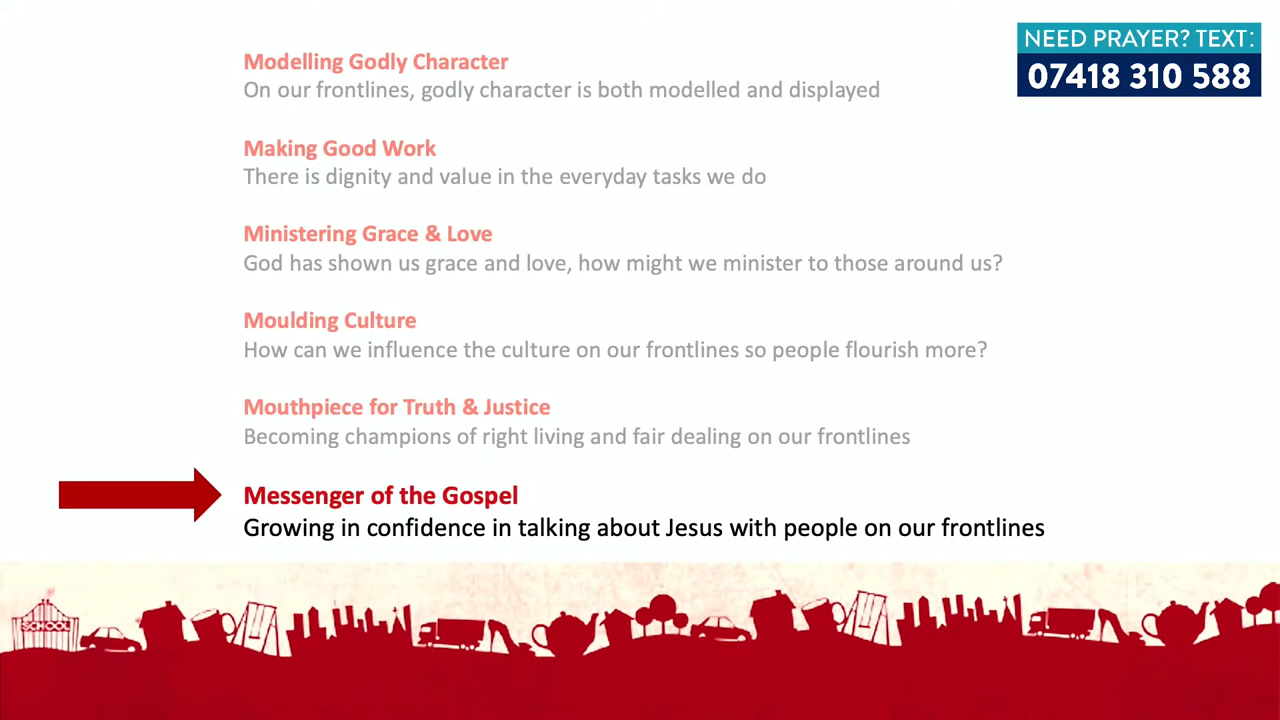 NEED PRAYER? TEXT:
07418 310 588
Modelling Godly Character
On our frontlines, godly character is both modelled and displayed
Making Good Work
There is dignity and value in the everyday tasks we do
Ministering Grace & Love
God has shown us grace and love, how might we minister to those around us?
Moulding Culture
How can we influence the culture on our frontlines so people flourish more?
Mouthpiece for Truth & Justice
Becoming champions of right living and fair dealing on our frontlines
Messenger of the Gospel
Growing in confidence in talking about Jesus with people on our frontlines
SCHOOL